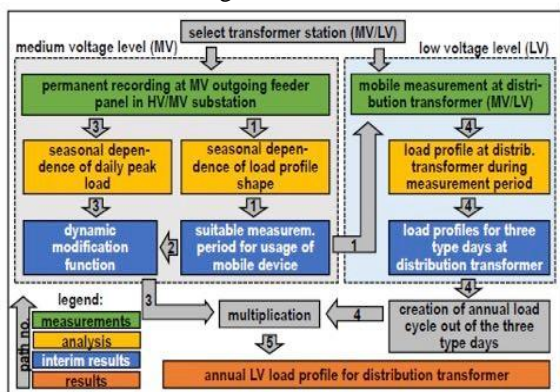 select transformer station (MV/LV)
medium voltage level (MV)
low voltage level (LV)
permanent recording at MV outgoing feeder
panel in HV/MV substation
mobile measurement at distri-
bution transformer (MV/LV)
3
1
4
seasonal dependence
of daily peak
load
seasonal depen-
dence of load profile
shape
load profile at distrib.
transformer during
measurement period
3
1
4
dynamic
modification
function
2
suitable measurem.
period for usage of
mobile device
1
load profiles for three
type days at
distribution transformer
4
path no.
legend:
measurements
analysis
interim results
results
3
multiplication
4
creation of annual load
cycle out of the three
type days
5
annual LV load profile for distribution transformer